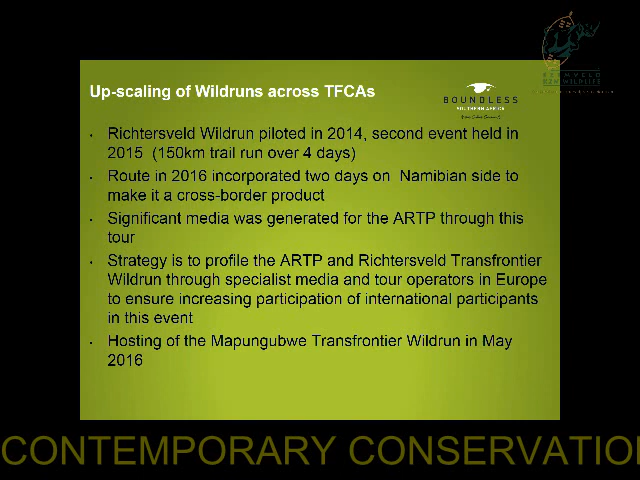 Up-scaling of Wildruns across TFCAs
BOUNDLESS
SOUTHERN AFRICA
• Richtersveld Wildrun piloted in 2014, second event held in
2015 (150km trail run over 4 days)
• Route in 2016 incorporated two days on Namibian side to
make it a cross-border product
• Significant media was generated for the ARTP through this
tour
• Strategy is to profile the ARTP and Richtersveld Transfrontier
Wildrun through specialist media and tour operators in Europe
to ensure increasing participation of international participants
in this event
• Hosting of the Mapungubwe Transfrontier Wildrun in May
2016
CONTEMPORARY CONSERVATIO